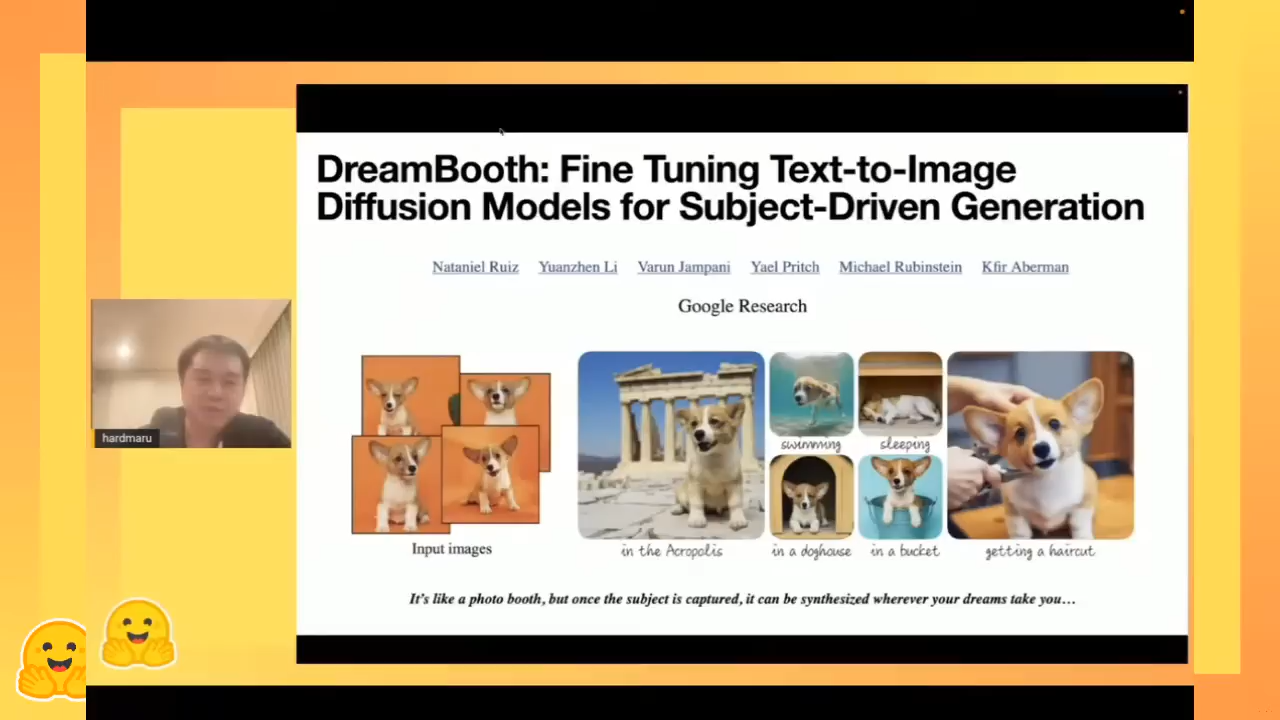 DreamBooth: Fine Tuning Text-to-Image
Diffusion Models for Subject-Driven Generation
Nataniel Ruiz Yuanzhen Li Varun Jampani Yael Pritch Michael Rubinstein Kfir Aberman
Google Research
hardmaru
swimming
sleeping
Input images
in the Acropolis
in a doghouse
in a bucket
getting a haircut
It's like a photo booth, but once the subject is captured, it can be synthesized wherever your dreams take you…